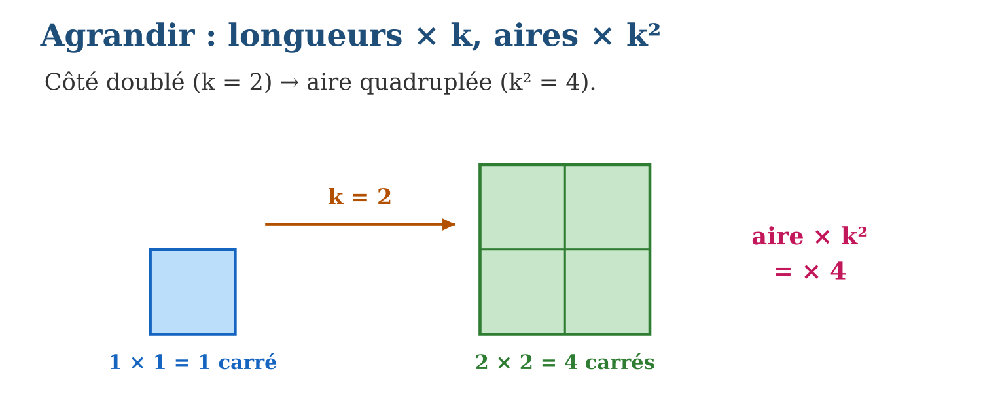 Agrandir : longueurs × k, aires × k²
Côté doublé (k = 2) → aire quadruplée (k² = 4).
k = 2
aire × k²
= × 4
1 × 1 = 1 carré
2 × 2 = 4 carrés